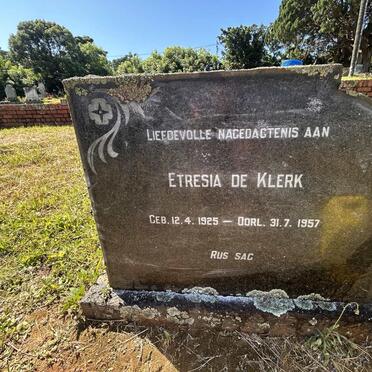 LIEFDEVOLLE NAGEDAGTENIS AAN
ETRESIA DE KLERK
GEB. 12.4.1925 — OORL. 31.7.1957
RUS SAG